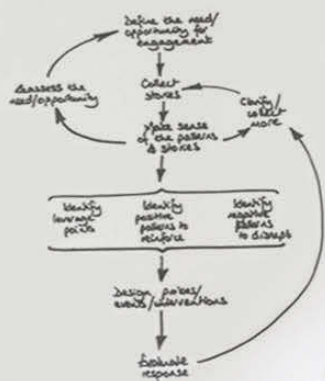 Define the need/
opportunity for
engagement
Collect
stories
Reassess the
need/opportunity
Clarify/
collect
more
Make sense
of the patterns
& stories
Identify
leverage
points
Identify
positive
patterns to
reinforce
Identify
negative
patterns
to disrupt
Design probes/
events/interventions
Evaluate
response